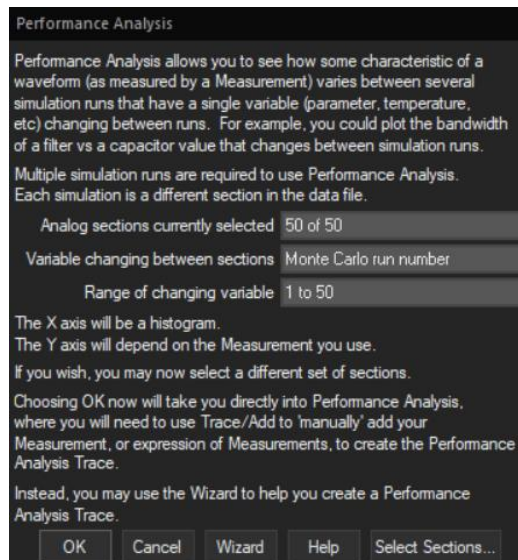 Performance Analysis
Performance Analysis allows you to see how some characteristic of a
waveform (as measured by a Measurement) varies between several
simulation runs that have a single variable (parameter, temperature,
etc) changing between runs. For example, you could plot the bandwidth
of a filter vs a capacitor value that changes between simulation runs.
Multiple simulation runs are required to use Performance Analysis.
Each simulation is a different section in the data file.
Analog sections currently selected 50 of 50
Variable changing between sections Monte Carlo run number
Range of changing variable 1 to 50
The X axis will be a histogram.
The Y axis will depend on the Measurement you use.
If you wish, you may now select a different set of sections.
Choosing OK now will take you directly into Performance Analysis,
where you will need to use Trace/Add to 'manually' add your
Measurement, or expression of Measurements, to create the Performance
Analysis Trace.
Instead, you may use the Wizard to help you create a Performance
Analysis Trace.
OK Cancel Wizard Help Select Sections...